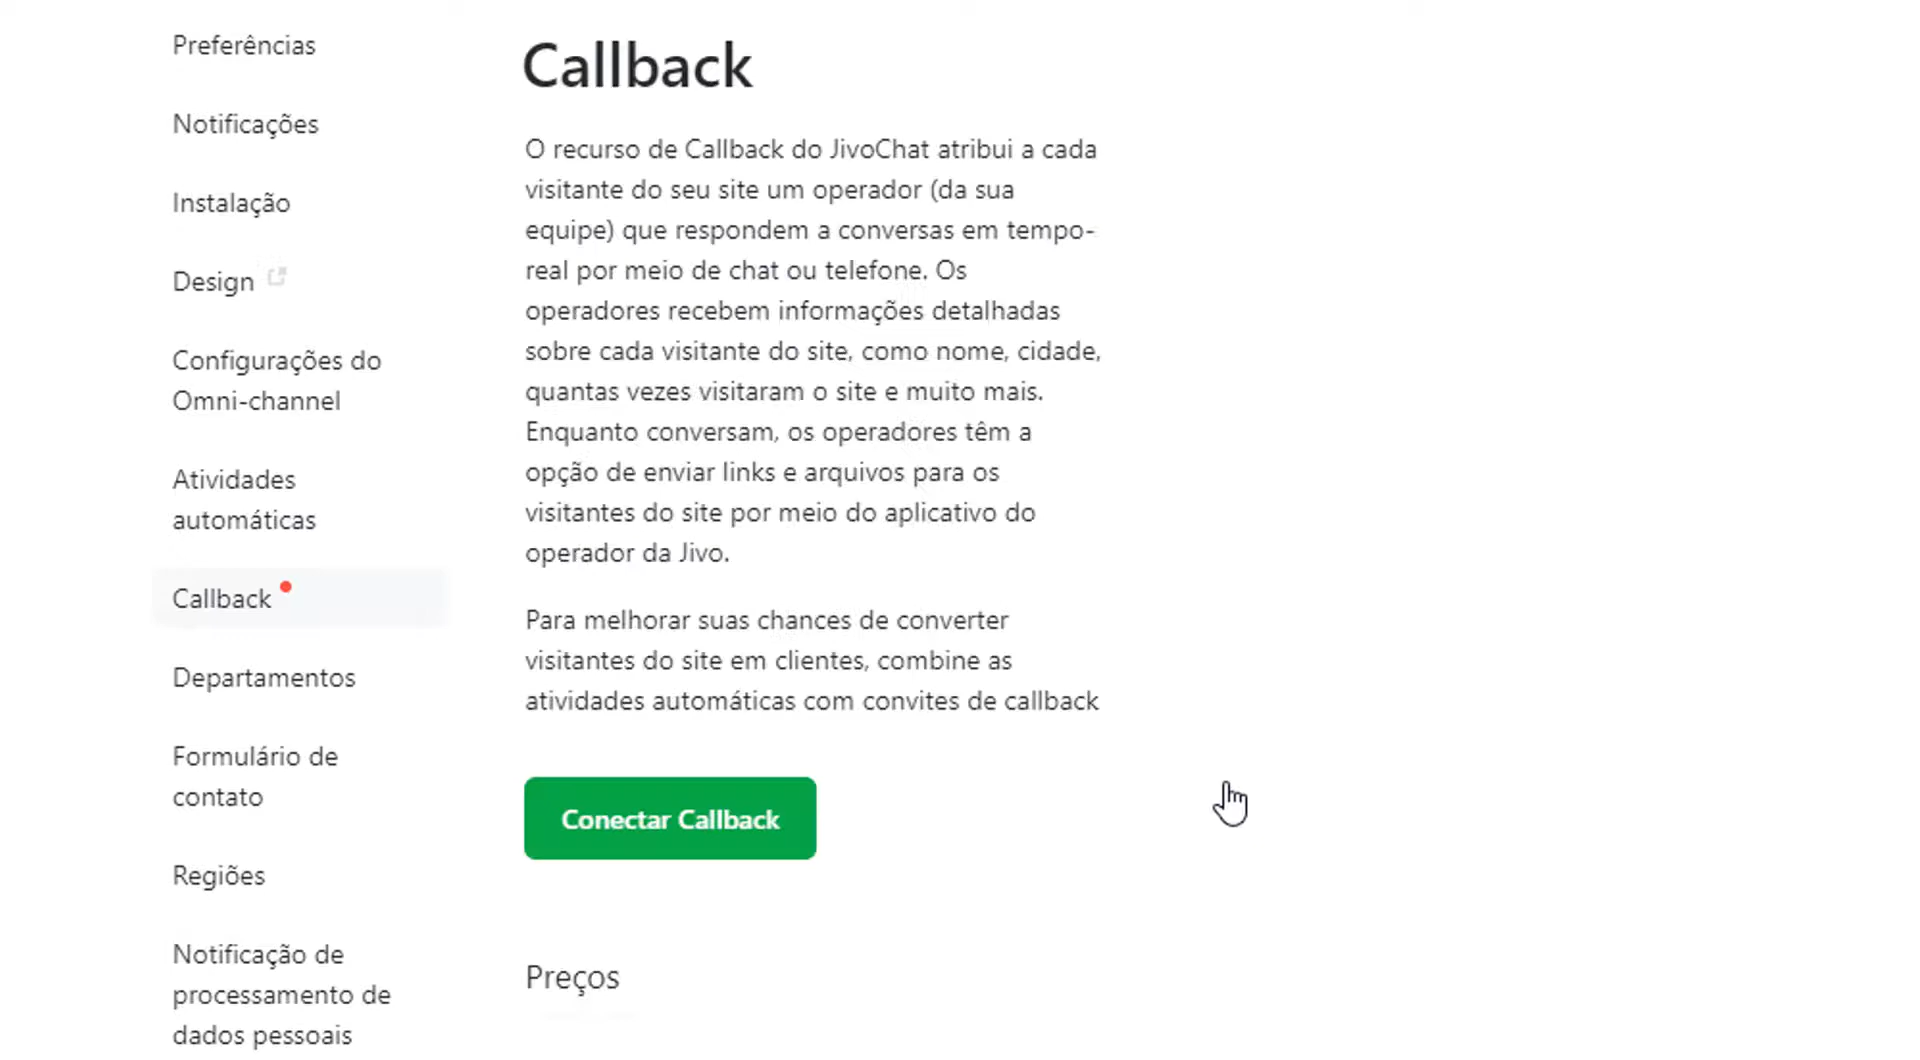 Preferências
Notificações
Instalação
Design
Configurações do
Omni-channel
Atividades
automáticas
Callback
Departamentos
Formulário de
contato
Regiões
Notificação de
processamento de
dados pessoais
Callback
O recurso de Callback do JivoChat atribui a cada
visitante do seu site um operador (da sua
equipe) que respondem a conversas em tempo-
real por meio de chat ou telefone. Os
operadores recebem informações detalhadas
sobre cada visitante do site, como nome, cidade,
quantas vezes visitaram o site e muito mais.
Enquanto conversam, os operadores têm a
opção de enviar links e arquivos para os
visitantes do site por meio do aplicativo do
operador da Jivo.
Para melhorar suas chances de converter
visitantes do site em clientes, combine as
atividades automáticas com convites de callback
Conectar Callback
Preços